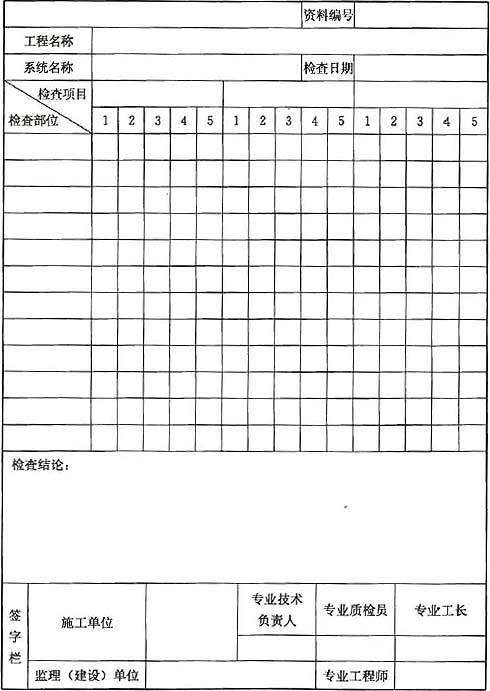 资料编号
工程名称
系统名称 检查日期
检查项目
检查部位 1 2 3 4 5 1 2 3 4 5 1 2 3 4 5
检查结论：
签字栏 施工单位 专业技术负责人 专业质检员 专业工长
监理（建设）单位 专业工程师